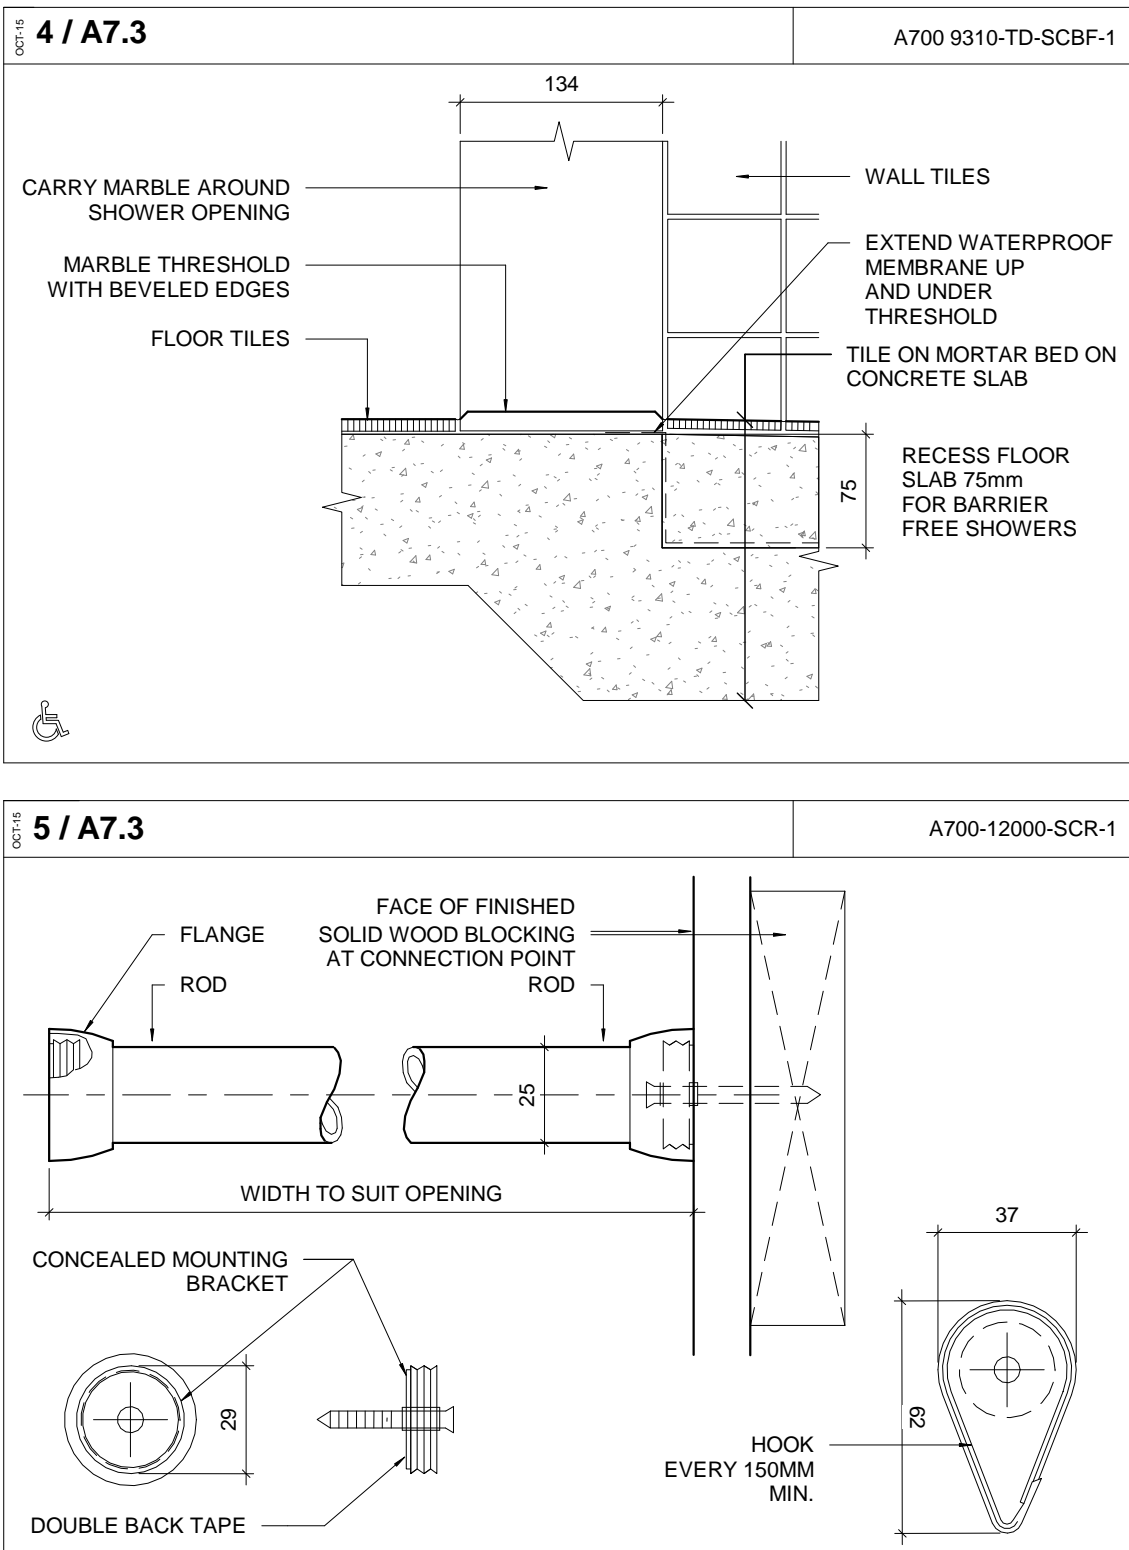 OCT-15
4 / A7.3
A700 9310-TD-SCBF-1
134
CARRY MARBLE AROUND
SHOWER OPENING
MARBLE THRESHOLD
WITH BEVELED EDGES
FLOOR TILES
WALL TILES
EXTEND WATERPROOF
MEMBRANE UP
AND UNDER
THRESHOLD
TILE ON MORTAR BED ON
CONCRETE SLAB
75
RECESS FLOOR
SLAB 75mm
FOR BARRIER
FREE SHOWERS
OCT-15
5 / A7.3
A700-12000-SCR-1
FLANGE
ROD
FACE OF FINISHED
SOLID WOOD BLOCKING
AT CONNECTION POINT
ROD
25
WIDTH TO SUIT OPENING
CONCEALED MOUNTING
BRACKET
29
DOUBLE BACK TAPE
37
62
HOOK
EVERY 150MM
MIN.